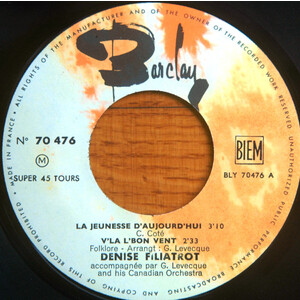 Barclay
ALL RIGHTS OF THE MANUFACTURER AND OF THE OWNER OF THE RECORDED WORK RESERVED
UNAUTHORIZED PUBLIC PERFORMANCE BROADCASTING AND COPYING OF THIS RECORD PROHIBITED
MADE IN FRANCE
N° 70 476
M
SUPER 45 TOURS
BIEM
BLY 70476 A
LA JEUNESSE D'AUJOURD'HUI 3'10
C. Coté
V'LA L'BON VENT 2'33
Folklore - Arrangt : G. Levecque
DENISE FILIATROT
accompagnée par G. Levecque
and his Canadian Orchestra